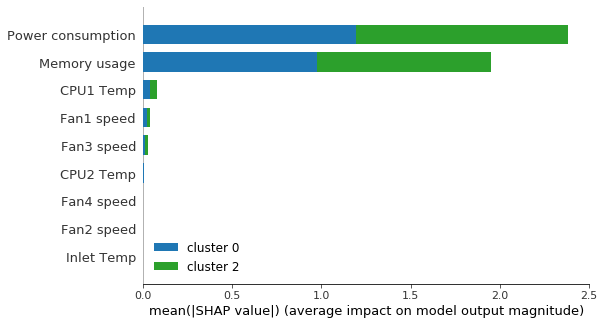 Power consumption
Memory usage
CPU1 Temp
Fan1 speed
Fan3 speed
CPU2 Temp
Fan4 speed
Fan2 speed
Inlet Temp
cluster 0
cluster 2
0.0 0.5 1.0 1.5 2.0 2.5
mean(|SHAP value|) (average impact on model output magnitude)